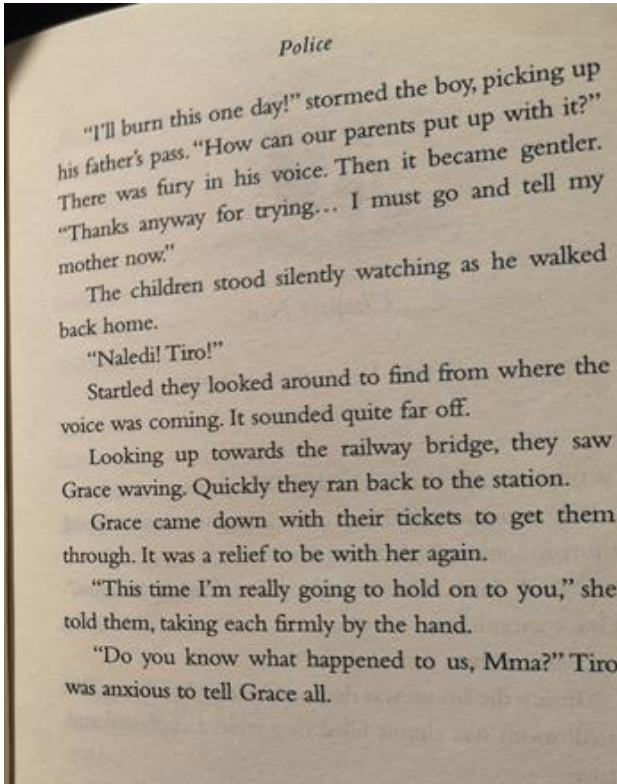 Police
“I’ll burn this one day!” stormed the boy, picking up
his father’s pass. “How can our parents put up with it?”
There was fury in his voice. Then it became gentler.
“Thanks anyway for trying… I must go and tell my
mother now.”
The children stood silently watching as he walked
back home.
“Naledi! Tiro!”
Startled they looked around to find from where the
voice was coming. It sounded quite far off.
Looking up towards the railway bridge, they saw
Grace waving. Quickly they ran back to the station.
Grace came down with their tickets to get them
through. It was a relief to be with her again.
“This time I’m really going to hold on to you,” she
told them, taking each firmly by the hand.
“Do you know what happened to us, Mma?” Tiro
was anxious to tell Grace all.